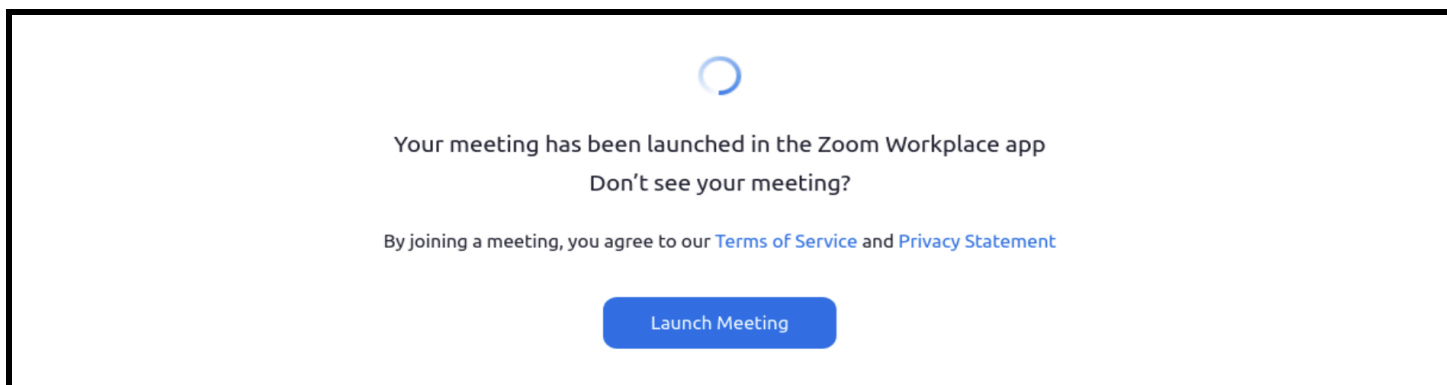 Your meeting has been launched in the Zoom Workplace app
Don’t see your meeting?
By joining a meeting, you agree to our Terms of Service and Privacy Statement
Launch Meeting